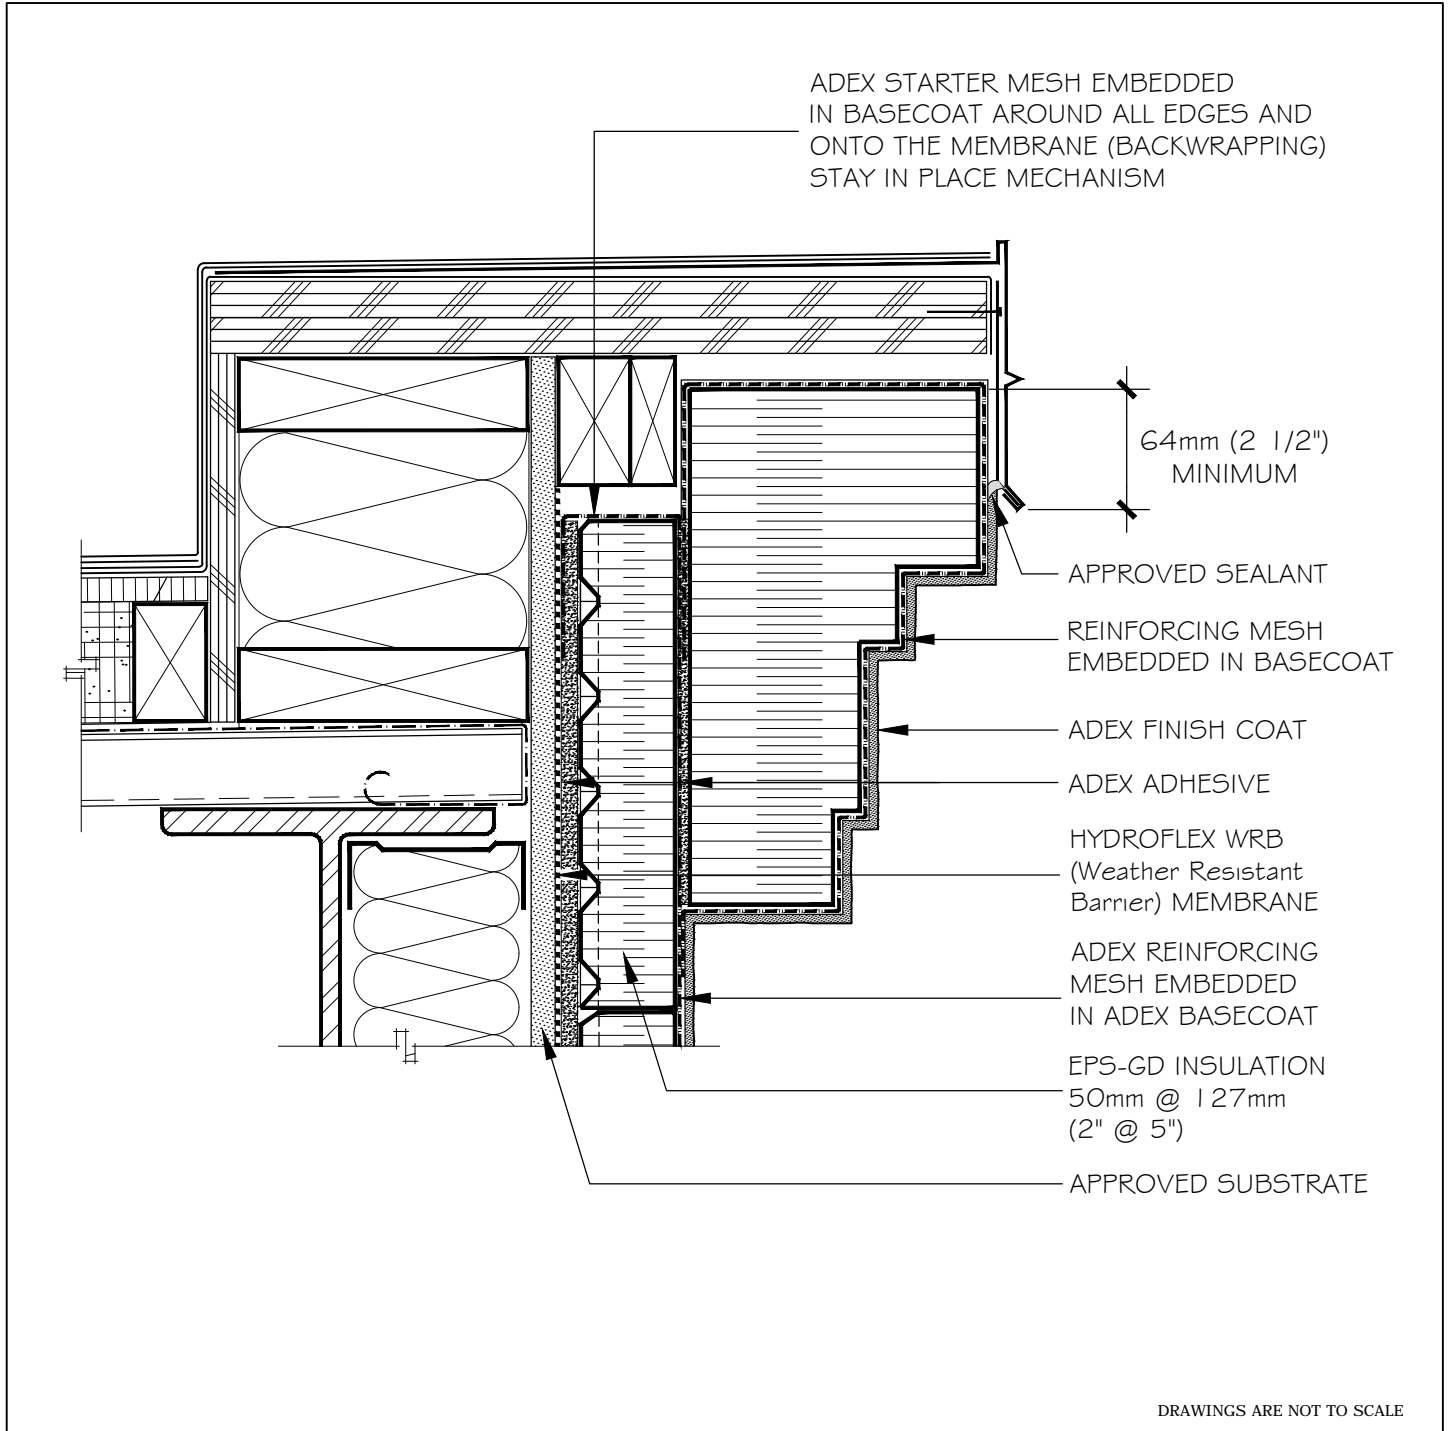 ADEX STARTER MESH EMBEDDED
IN BASECOAT AROUND ALL EDGES AND
ONTO THE MEMBRANE (BACKWRAPPING)
STAY IN PLACE MECHANISM
64mm (2 1/2")
MINIMUM
APPROVED SEALANT
REINFORCING MESH
EMBEDDED IN BASECOAT
ADEX FINISH COAT
ADEX ADHESIVE
HYDROFLEX WRB
(Weather Resistant
Barrier) MEMBRANE
ADEX REINFORCING
MESH EMBEDDED
IN ADEX BASECOAT
EPS-GD INSULATION
50mm @ 127mm
(2" @ 5")
APPROVED SUBSTRATE
DRAWINGS ARE NOT TO SCALE